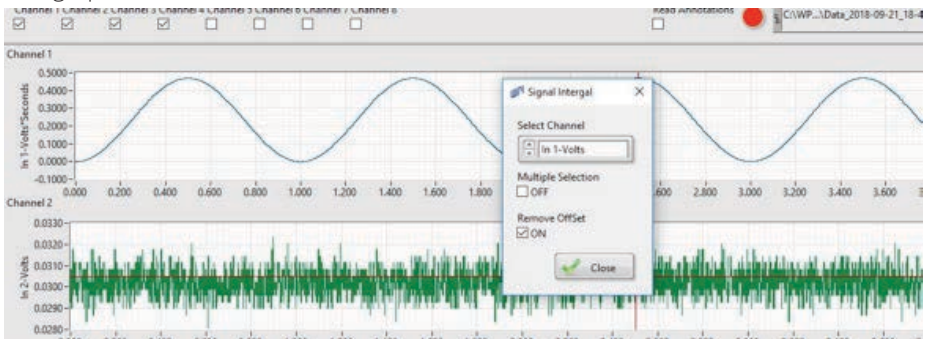 Channel 1 Channel 2 Channel 3 Channel 4 Channel 5 Channel 6 Channel 7 Channel 8 Read Annotations
C:\WP...\Data_2018-09-21_18-4
Channel 1
0.5000
0.4000
0.3000
0.2000
0.1000
0.0000
-0.1000
In 1-Volts*Seconds
0.000 0.200 0.400 0.600 0.800 1.000 1.200 1.400 1.600 1.800 600 2.800 3.000 3.200 3.400 3.600
Signal Intergal
Select Channel
In 1-Volts
Multiple Selection
OFF
Remove OffSet
ON
Close
Channel 2
0.0330
0.0320
0.0310
0.0300
0.0290
0.0280
In 2-Volts